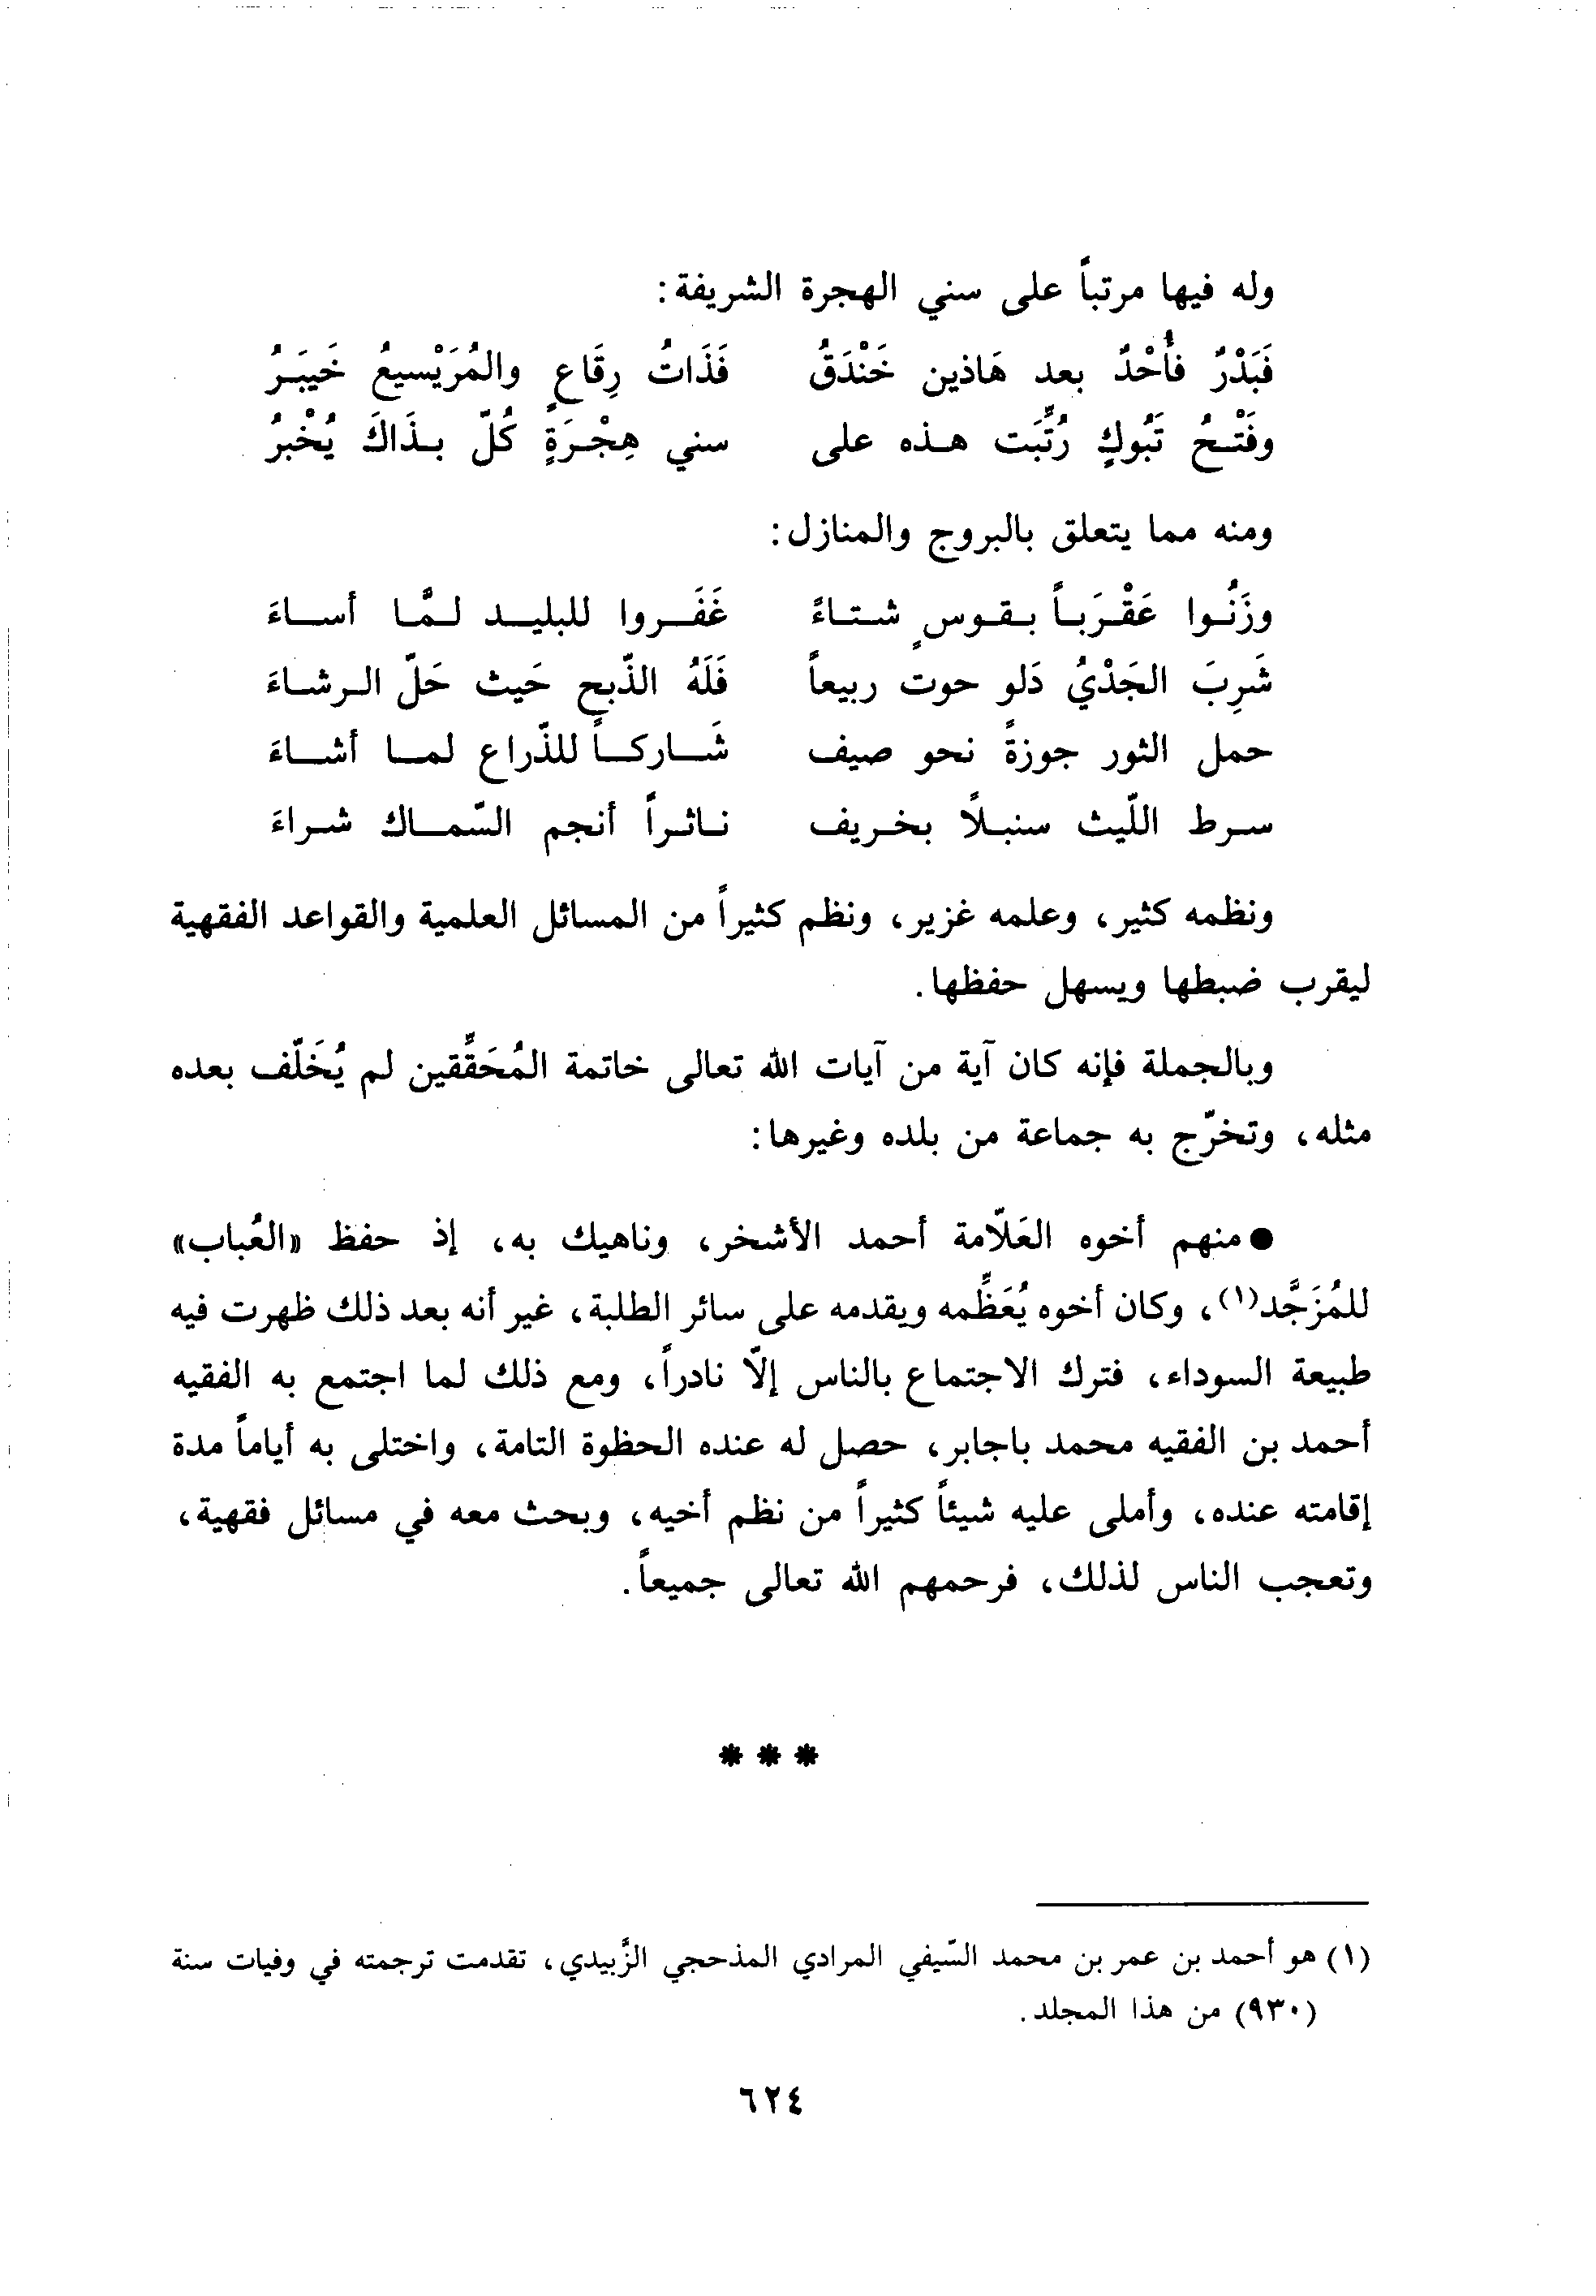 وله فيها مرتباً على سني الهجرة الشريفة:
فَبَدْرٌ فأُحْدٌ بعد هَاذين خَنْدَقُ فَذَاتُ رِقَاعٍ والمُرَيْسيعُ خَيبَرُ
وفَتْحُ تَبُوكٍ رُتِّبَت هذه على سني هِجْرَةٍ كُلّ بذَاكَ يُخْبرُ
ومنه مما يتعلق بالبروج والمنازل:
وزَنُوا عَقْرَباً بقوسٍ شتاءً غَفَروا للبليد لمَّا أساءَ
شَرِبَ الجَدْيُ دَلو حوت ربيعاً فَلَهُ الذّبح حَيث حَلّ الرشاءَ
حمل الثور جوزةً نحو صيف شَاركاً للذّراع لما أشاءَ
سرط اللّيث سنبلاً بخريف ناثراً أنجم السّماك شراءَ
ونظمه كثير، وعلمه غزير، ونظم كثيراً من المسائل العلمية والقواعد الفقهية
ليقرب ضبطها ويسهل حفظها.
وبالجملة فإنه كان آية من آيات الله تعالى خاتمة المُحَقِّقين لم يُخَلّف بعده
مثله، وتخرّج به جماعة من بلده وغيرها:
● منهم أخوه العَلاّمة أحمد الأشخر، وناهيك به، إذ حفظ «العُباب»
للمُزَجَّد(١)، وكان أخوه يُعَظِّمه ويقدمه على سائر الطلبة، غير أنه بعد ذلك ظهرت فيه
طبيعة السوداء، فترك الاجتماع بالناس إلّا نادراً، ومع ذلك لما اجتمع به الفقيه
أحمد بن الفقيه محمد باجابر، حصل له عنده الحظوة التامة، واختلى به أياماً مدة
إقامته عنده، وأملى عليه شيئاً كثيراً من نظم أخيه، وبحث معه في مسائل فقهية،
وتعجب الناس لذلك، فرحمهم الله تعالى جميعاً.
* * *
(١) هو أحمد بن عمر بن محمد السّيفي المرادي المذحجي الزَّبيدي، تقدمت ترجمته في وفيات سنة
(٩٣٠) من هذا المجلد.
٦٢٤